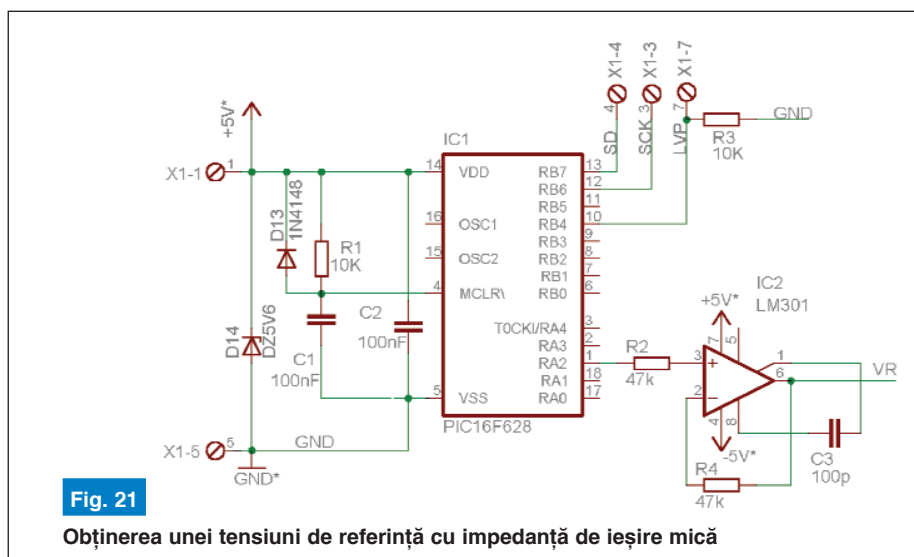 X1-4
X1-3
X1-7
4
3
7
SD
SCK
LVP
GND
R3
10K
+5V*
X1-1
1
D13
1N4148
R1
10K
C1
100nF
C2
100nF
D14
DZ5V6
X1-5
5
GND
GND*
IC1
14
VDD
16
OSC1
15
OSC2
4
MCLR\
5
VSS
RB7
13
RB6
12
RB5
11
RB4
10
RB3
9
RB2
8
RB1
7
RB0
6
T0CKI/RA4
3
RA3
2
RA2
1
RA1
18
RA0
17
PIC16F628
R2
47k
IC2
LM301
+5V*
7
5
3
+
2
-
1
6
VR
4
8
-5V*
C3
100p
R4
47k
Fig. 21
Obținerea unei tensiuni de referință cu impedanță de ieșire mică